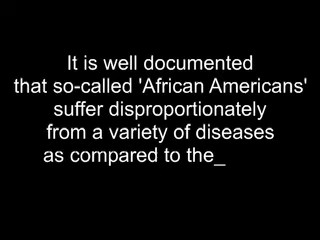 It is well documented
that so-called 'African Americans'
suffer disproportionately
from a variety of diseases
as compared to the_